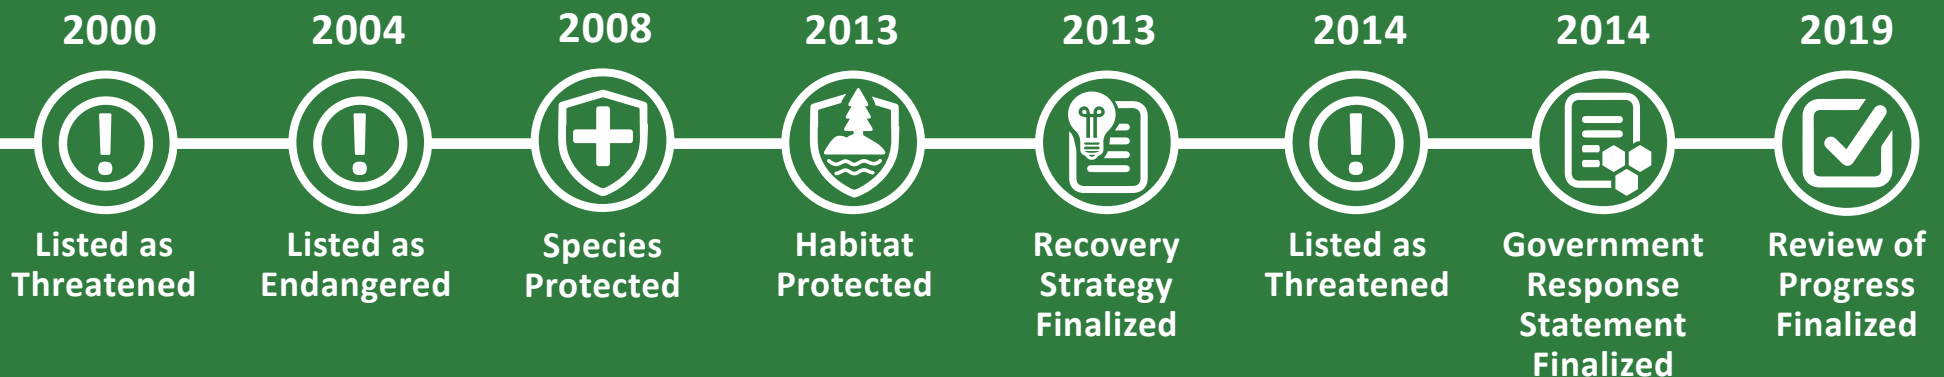 2000
Listed as
Threatened
2004
Listed as
Endangered
2008
Species
Protected
2013
Habitat
Protected
2013
Recovery
Strategy
Finalized
2014
Listed as
Threatened
2014
Government
Response
Statement
Finalized
2019
Review of
Progress
Finalized